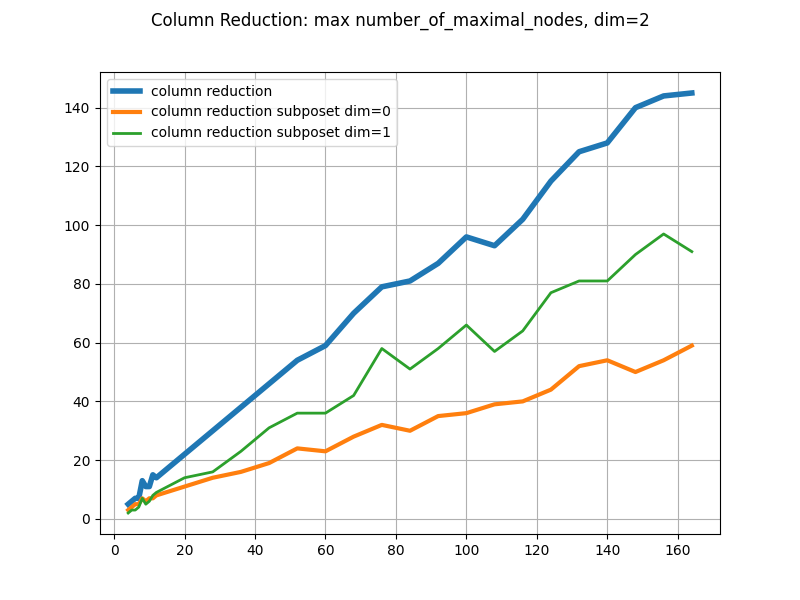 Column Reduction: max number_of_maximal_nodes, dim=2
column reduction
column reduction subposet dim=0
column reduction subposet dim=1
140
120
100
80
60
40
20
0
0 20 40 60 80 100 120 140 160